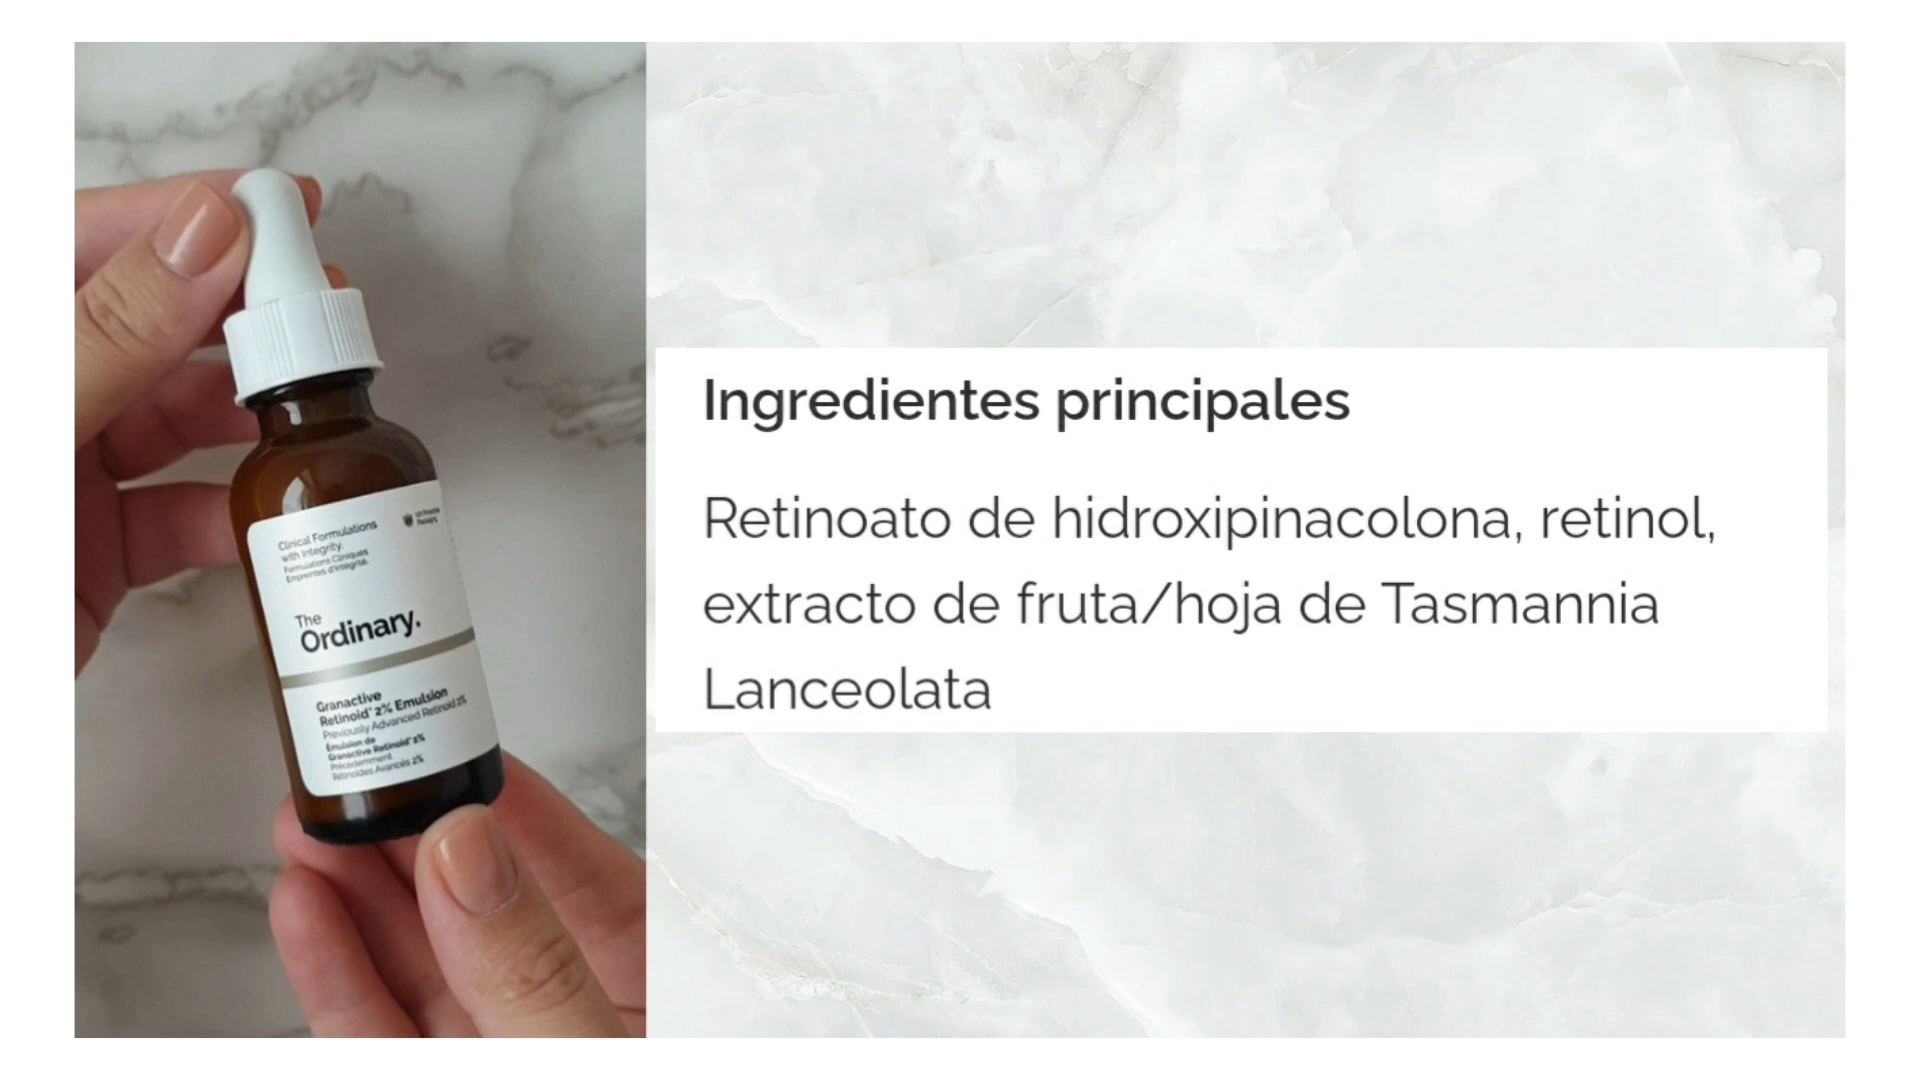 Clinical Formulations
with Integrity.
Formulations Cliniques
Empreintes d'Intégrité.
The
Ordinary.
Granactive
Retinoid* 2% Emulsion
Previously Advanced Retinoid 2%
Émulsion de
Granactive Retinoid* 2%
Précédemment
Rétinoïdes Avancés 2%
Ingredientes principales
Retinoato de hidroxipinacolona, retinol,
extracto de fruta/hoja de Tasmannia
Lanceolata